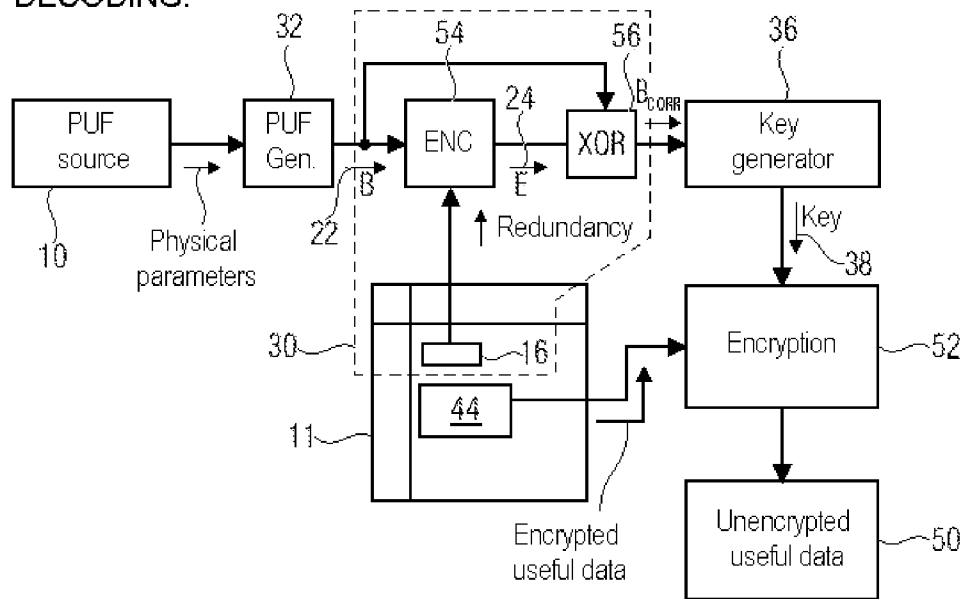 DECODING:
32
54
56
36
PUF
source
PUF
Gen.
ENC
24
XOR
B CORR
Key
generator
B
E
22
Redundancy
Physical
parameters
10
Key
38
30
16
Encryption
52
44
11
Encrypted
useful data
Unencrypted
useful data
50